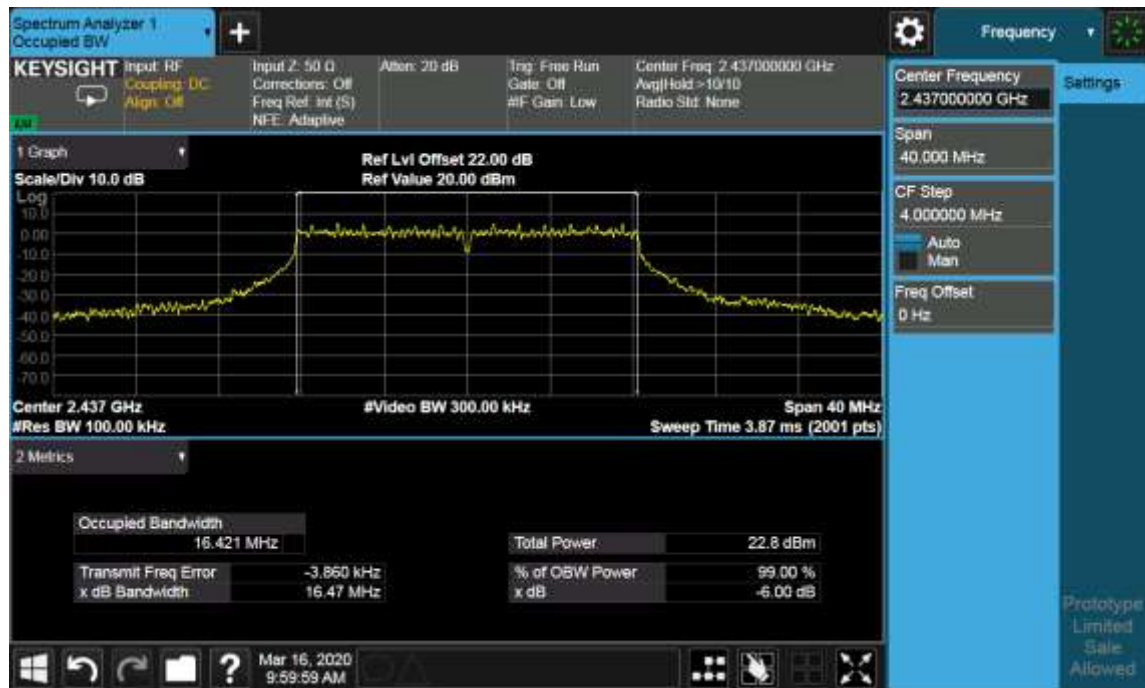 Spectrum Analyzer 1
Occupied BW
Frequency
KEYSIGHT
Input: RF
Coupling: DC
Align: Off
Input Z: 50 Ω
Corrections: Off
Freq Ref: Int (S)
NFE: Adaptive
Atten: 20 dB
Trig: Free Run
Gate: Off
#IF Gain: Low
Center Freq: 2.437000000 GHz
Avg|Hold:>10/10
Radio Std: None
Center Frequency
2.437000000 GHz
Settings
Span
40.000 MHz
CF Step
4.000000 MHz
Auto
Man
Freq Offset
0 Hz
1 Graph
Scale/Div 10.0 dB
Ref Lvl Offset 22.00 dB
Ref Value 20.00 dBm
Log
10.0
0.00
-10.0
-20.0
-30.0
-40.0
-50.0
-60.0
-70.0
Center 2.437 GHz
#Res BW 100.00 kHz
#Video BW 300.00 kHz
Span 40 MHz
Sweep Time 3.87 ms (2001 pts)
2 Metrics
Occupied Bandwidth
16.421 MHz
Transmit Freq Error -3.860 kHz
x dB Bandwidth 16.47 MHz
Total Power 22.8 dBm
% of OBW Power 99.00 %
x dB -6.00 dB
Prototype
Limited
Sale
Allowed
?
Mar 16, 2020
9:59:59 AM